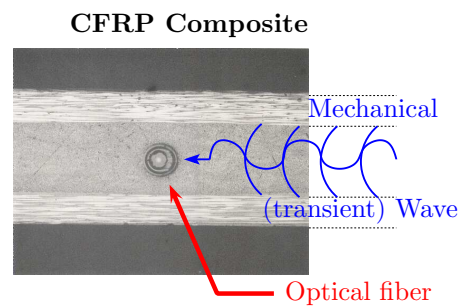 CFRP Composite
Mechanical
(transient) Wave
Optical fiber